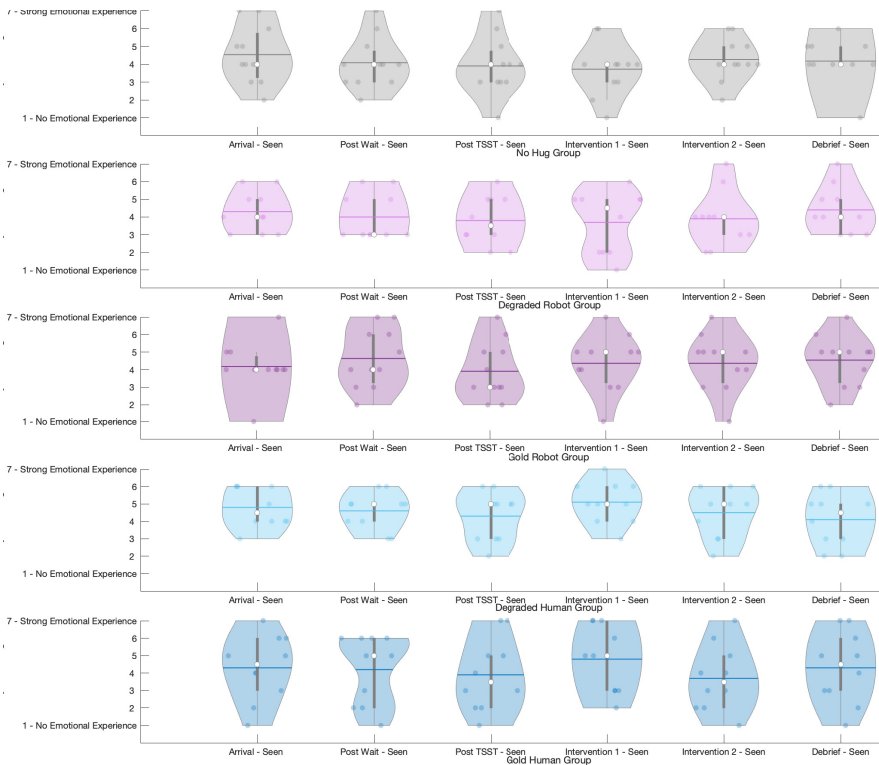 7 - Strong Emotional Experience
6
5
4
3
2
1 - No Emotional Experience
Arrival - Seen Post Wait - Seen Post TSST - Seen Intervention 1 - Seen Intervention 2 - Seen Debrief - Seen
No Hug Group
7 - Strong Emotional Experience
6
5
4
3
2
1 - No Emotional Experience
Arrival - Seen Post Wait - Seen Post TSST - Seen Intervention 1 - Seen Intervention 2 - Seen Debrief - Seen
Degraded Robot Group
7 - Strong Emotional Experience
6
5
4
3
2
1 - No Emotional Experience
Arrival - Seen Post Wait - Seen Post TSST - Seen Intervention 1 - Seen Intervention 2 - Seen Debrief - Seen
Gold Robot Group
7 - Strong Emotional Experience
6
5
4
3
2
1 - No Emotional Experience
Arrival - Seen Post Wait - Seen Post TSST - Seen Intervention 1 - Seen Intervention 2 - Seen Debrief - Seen
Degraded Human Group
7 - Strong Emotional Experience
6
5
4
3
2
1 - No Emotional Experience
Arrival - Seen Post Wait - Seen Post TSST - Seen Intervention 1 - Seen Intervention 2 - Seen Debrief - Seen
Gold Human Group